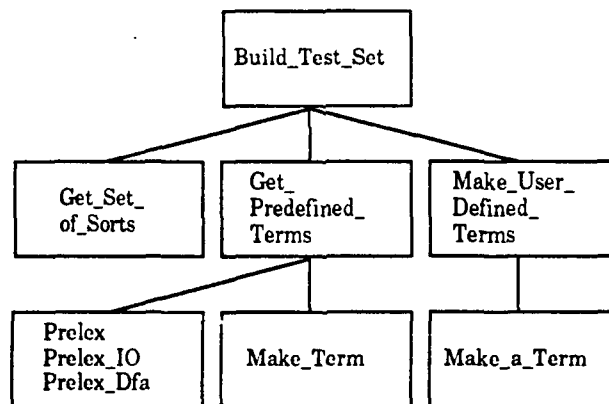 Build_Test_Set
Get_Set_
of_Sorts
Get_
Predefined_
Terms
Make_User_
Defined_
Terms
Prelex
Prelex_IO
Prelex_Dfa
Make_Term
Make_a_Term